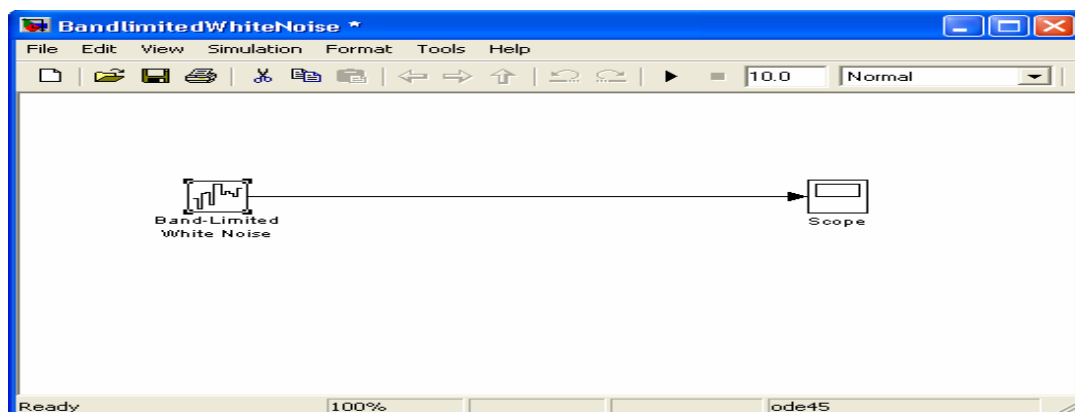 BandlimitedWhiteNoise *
File Edit View Simulation Format Tools Help
10.0 Normal
Band-Limited
White Noise
Scope
Ready 100% ode45